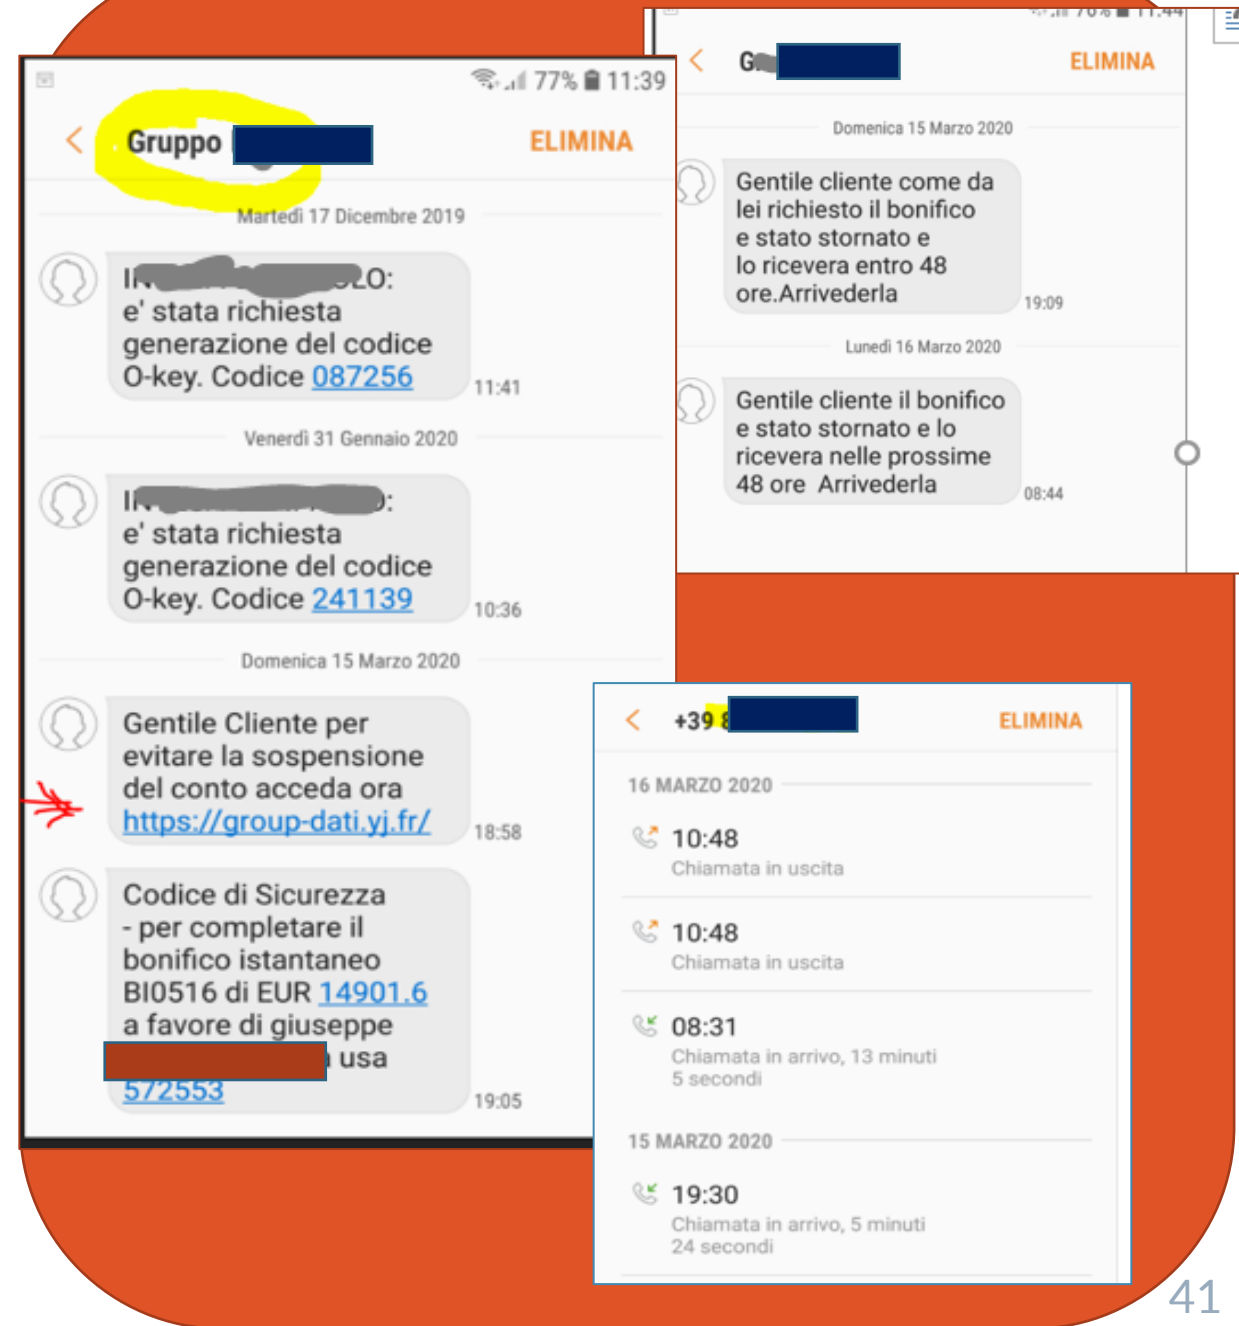 77% 11:39
Gruppo
ELIMINA
Martedì 17 Dicembre 2019
e' stata richiesta
generazione del codice
O-key. Codice 087256
11:41
Venerdì 31 Gennaio 2020
e' stata richiesta
generazione del codice
O-key. Codice 241139
10:36
Domenica 15 Marzo 2020
Gentile Cliente per
evitare la sospensione
del conto acceda ora
https://group-dati.yj.fr/
18:58
Codice di Sicurezza
- per completare il
bonifico istantaneo
BI0516 di EUR 14901.6
a favore di giuseppe
usa
572553
19:05
76% 11:44
ELIMINA
Domenica 15 Marzo 2020
Gentile cliente come da
lei richiesto il bonifico
e stato stornato e
lo ricevera entro 48
ore.Arrivederla
19:09
Lunedì 16 Marzo 2020
Gentile cliente il bonifico
e stato stornato e lo
ricevera nelle prossime
48 ore Arrivederla
08:44
+39
ELIMINA
16 MARZO 2020
10:48
Chiamata in uscita
10:48
Chiamata in uscita
08:31
Chiamata in arrivo, 13 minuti
5 secondi
15 MARZO 2020
19:30
Chiamata in arrivo, 5 minuti
24 secondi
41